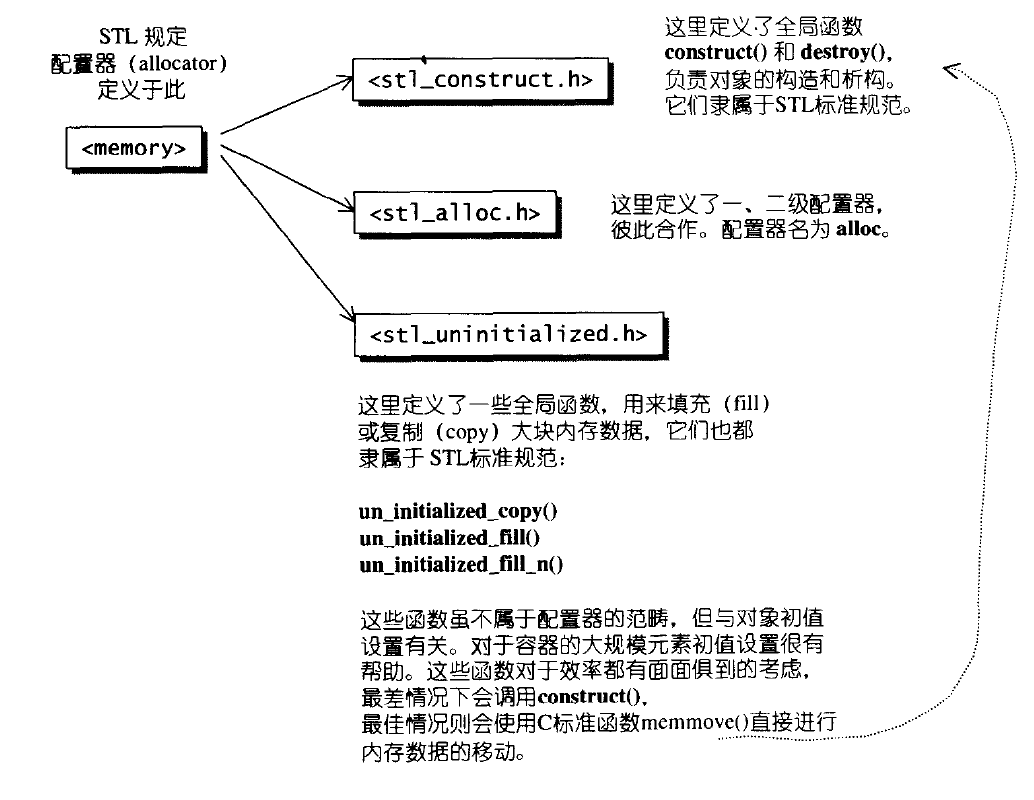 STL 规定
配置器（allocator）
定义于此
<memory>
<stl_construct.h>
这里定义了全局函数
construct() 和 destroy()，
负责对象的构造和析构。
它们隶属于STL标准规范。
<stl_alloc.h>
这里定义了一、二级配置器，
彼此合作。配置器名为 alloc。
<stl_uninitialized.h>
这里定义了一些全局函数，用来填充（fill）
或复制（copy）大块内存数据，它们也都
隶属于 STL标准规范：
un_initialized_copy()
un_initialized_fill()
un_initialized_fill_n()
这些函数虽不属于配置器的范畴，但与对象初值
设置有关。对于容器的大规模元素初值设置很有
帮助。这些函数对于效率都有面面俱到的考虑，
最差情况下会调用construct()，
最佳情况则会使用C标准函数memmove()直接进行
内存数据的移动。